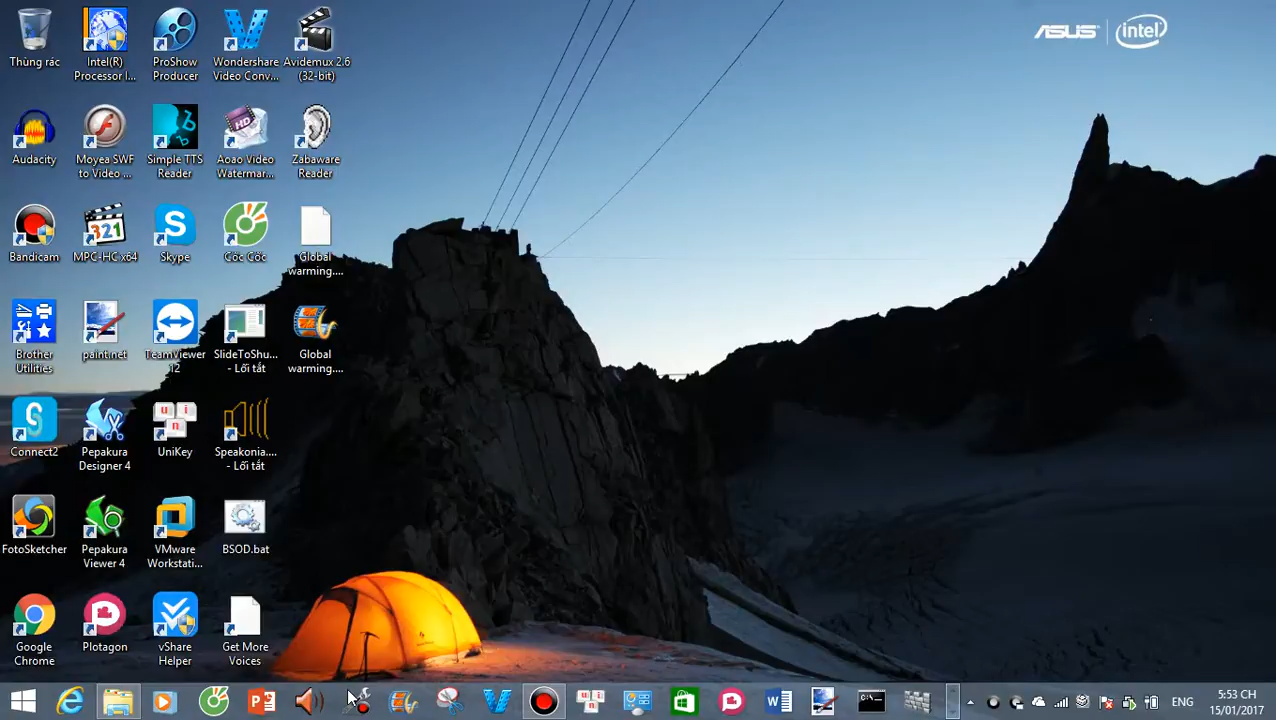 ASUS intel
Thùng rác
Intel(R)
Processor I...
ProShow
Producer
Wondershare
Video Conv...
Avidemux 2.6
(32-bit)
Audacity
Moyea SWF
to Video ...
Simple TTS
Reader
HD
Aoao Video
Watermar...
Zabaware
Reader
Bandicam
321
MPC-HC x64
S
Skype
Cốc Cốc
Global
warming....
Brother
Utilities
paint.net
TeamViewer
12
SlideToShu...
- Lối tắt
Global
warming....
S
Connect2
Pepakura
Designer 4
u i
n
UniKey
Speakonia....
- Lối tắt
FotoSketcher
Pepakura
Viewer 4
VMware
Workstati...
BSOD.bat
Google
Chrome
Plotagon
vShare
Helper
Get More
Voices
u i
n
ENG
5:53 CH
15/01/2017